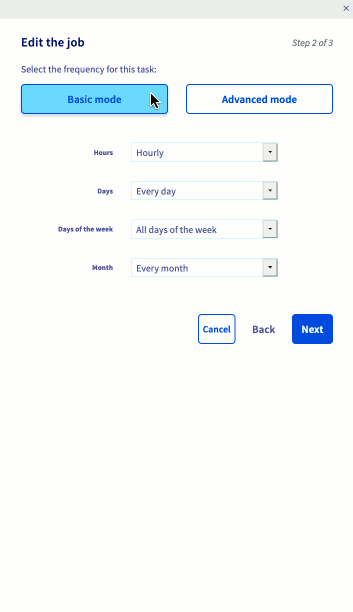 Edit the job
Step 2 of 3
Select the frequency for this task:
Basic mode
Advanced mode
Hours
Hourly
Days
Every day
Days of the week
All days of the week
Month
Every month
Cancel
Back
Next